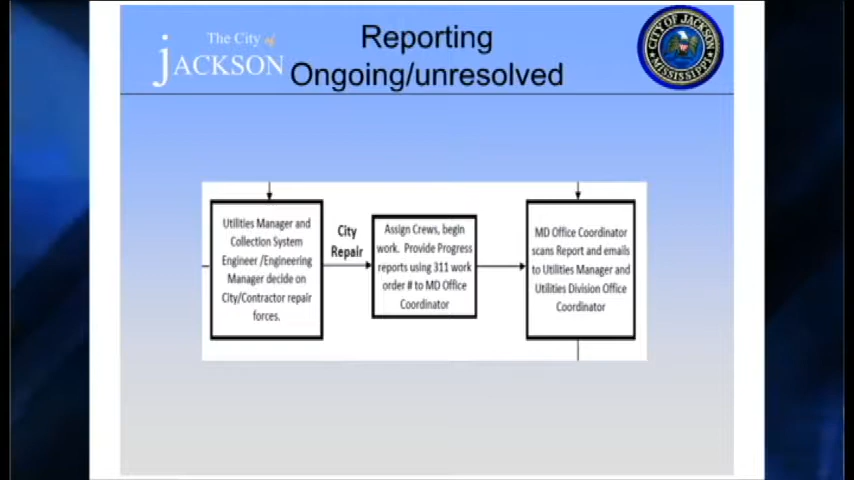 The City of
jACKSON
Reporting
Ongoing/unresolved
CITY OF JACKSON
MISSISSIPPI
Utilities Manager and
Collection System
Engineer /Engineering
Manager decide on
City/Contractor repair
forces.
City
Repair
Assign Crews, begin
work. Provide Progress
reports using 311 work
order # to MD Office
Coordinator
MD Office Coordinator
scans Report and emails
to Utilities Manager and
Utilities Division Office
Coordinator